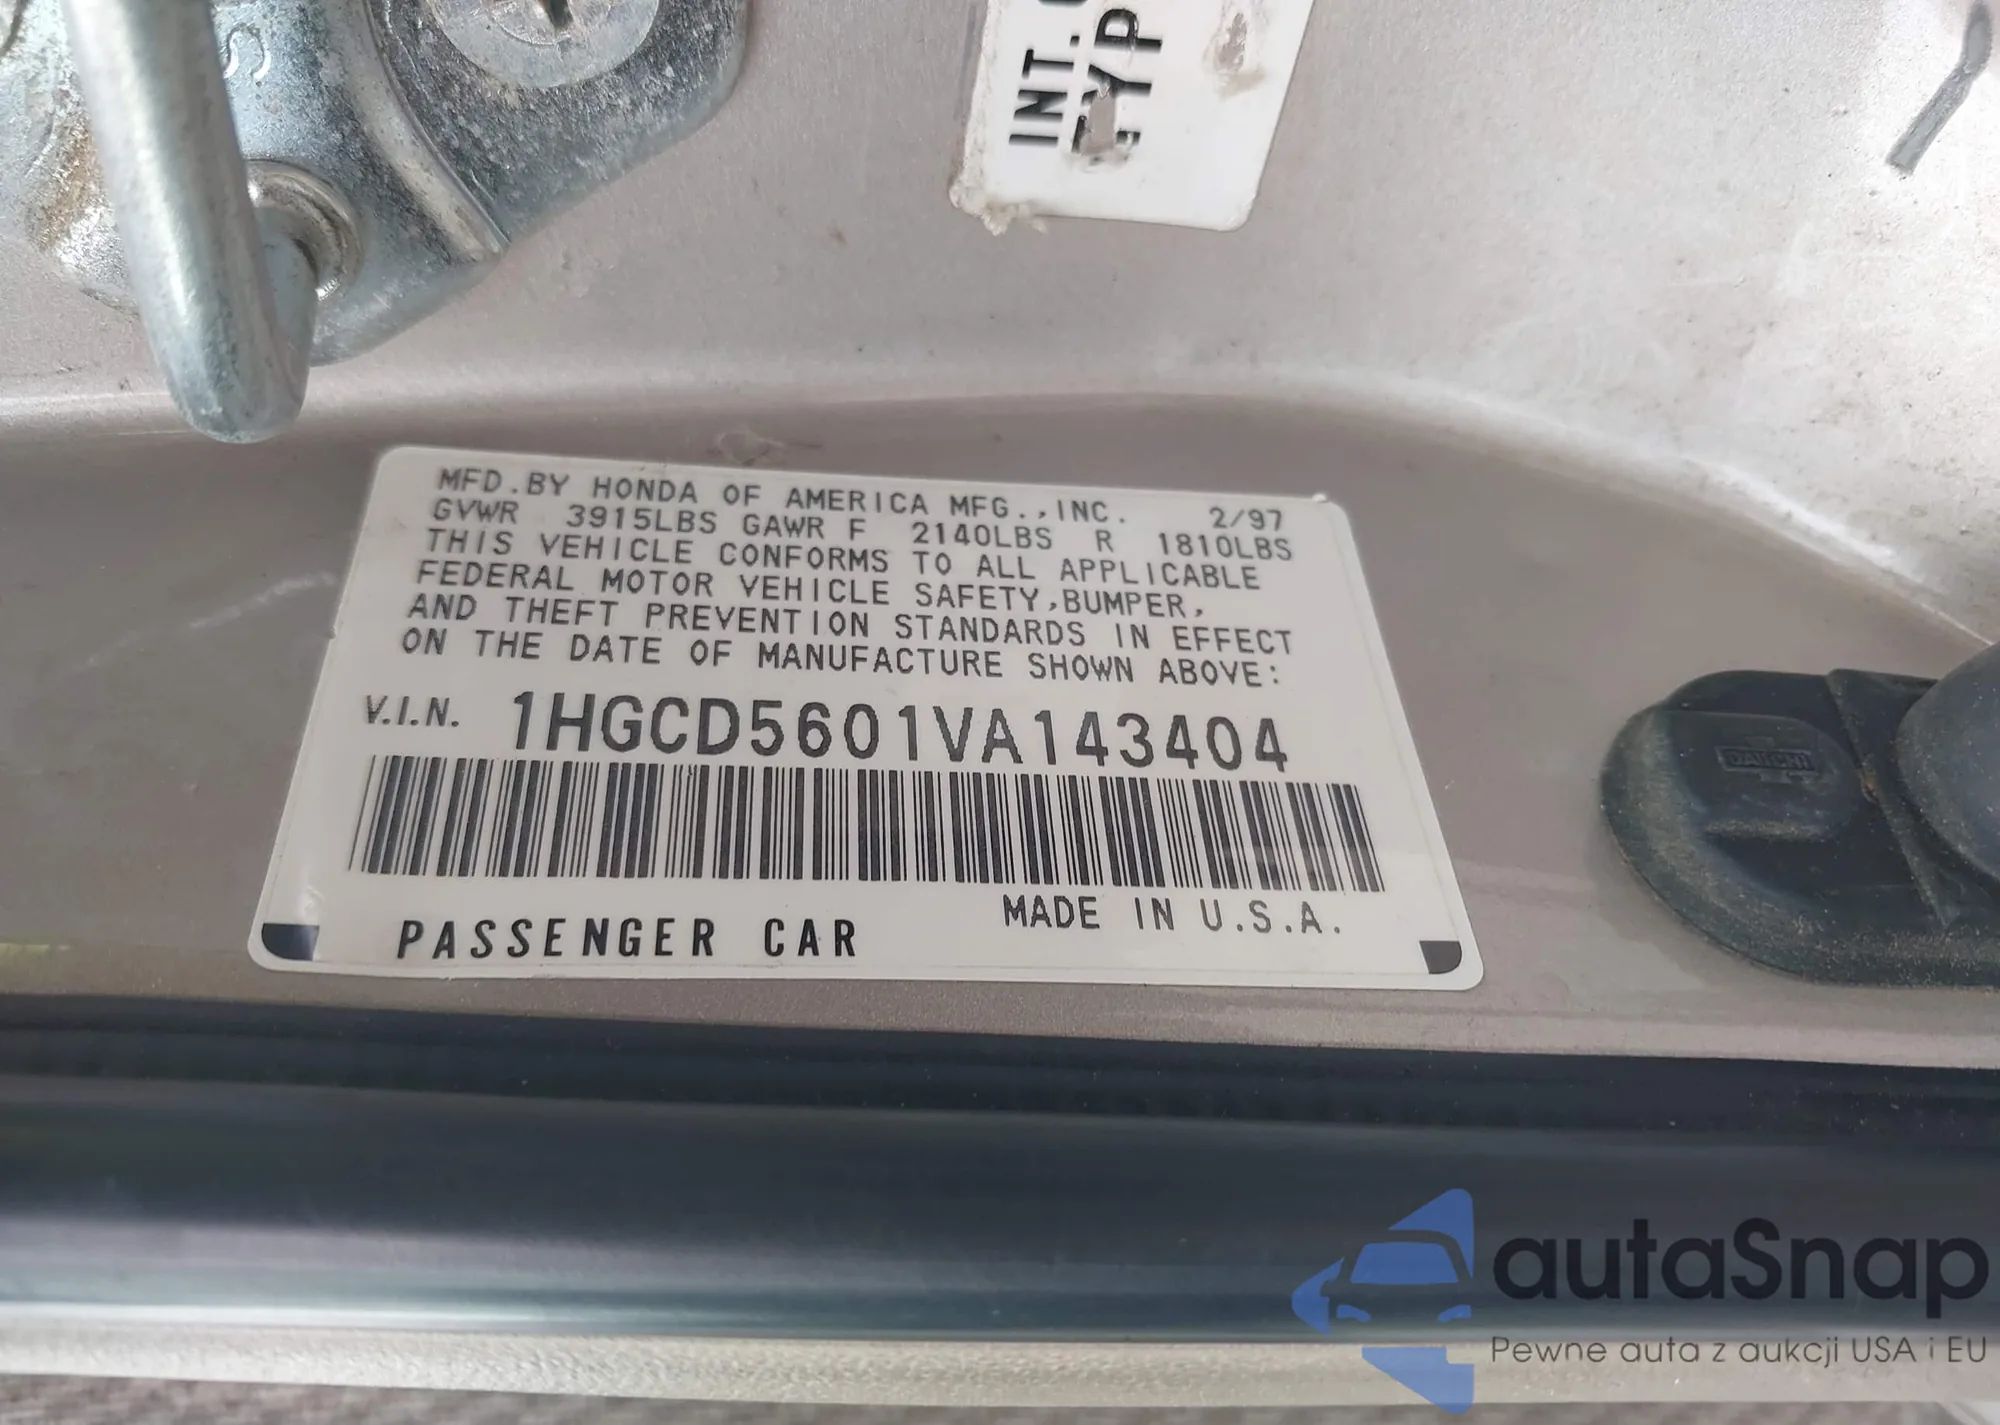 INT.
TYP
MFD.BY HONDA OF AMERICA MFG.,INC. 2/97
GVWR 3915LBS GAWR F 2140LBS R 1810LBS
THIS VEHICLE CONFORMS TO ALL APPLICABLE
FEDERAL MOTOR VEHICLE SAFETY,BUMPER,
AND THEFT PREVENTION STANDARDS IN EFFECT
ON THE DATE OF MANUFACTURE SHOWN ABOVE:
V.I.N. 1HGCD5601VA143404
MADE IN U.S.A.
PASSENGER CAR
autaSnap
Pewne auta z aukcji USA i EU